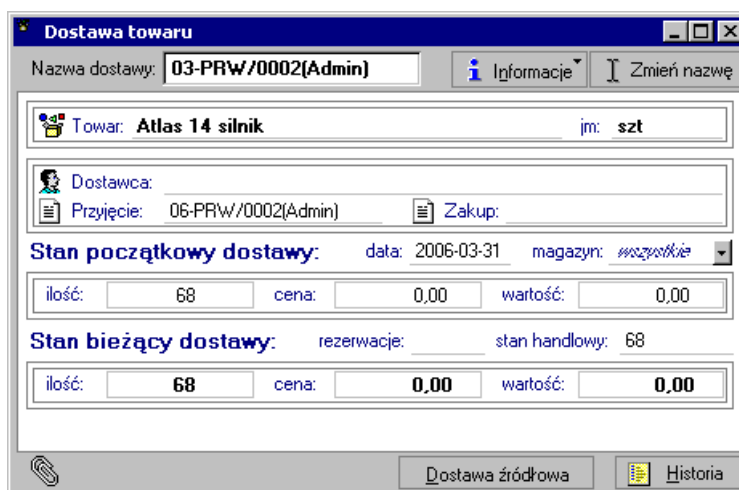 Dostawa towaru
Nazwa dostawy: 03-PRW/0002(Admin) Informacje Zmień nazwę
Towar: Atlas 14 silnik jm: szt
Dostawca:
Przyjęcie: 06-PRW/0002(Admin) Zakup:
Stan początkowy dostawy: data: 2006-03-31 magazyn: wszystkie
ilość: 68 cena: 0,00 wartość: 0,00
Stan bieżący dostawy: rezerwacje: stan handlowy: 68
ilość: 68 cena: 0,00 wartość: 0,00
Dostawa źródłowa Historia